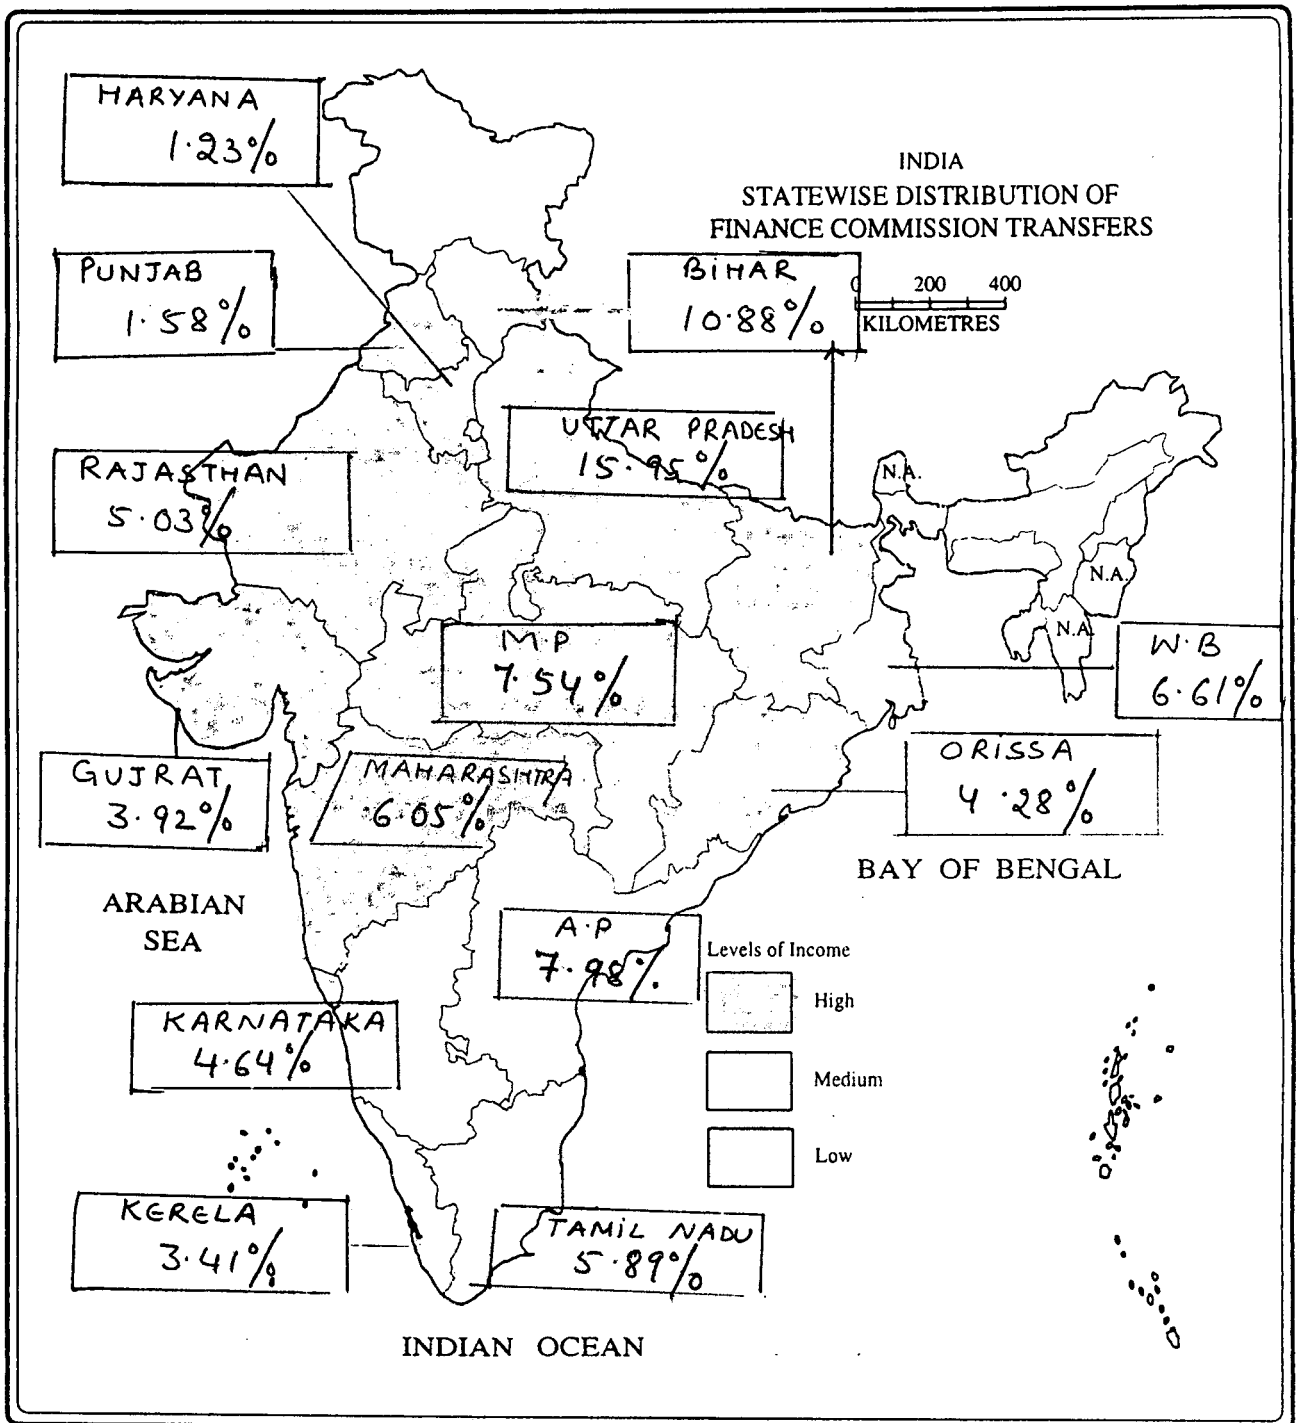 HARYANA
1.23%
INDIA
STATEWISE DISTRIBUTION OF
FINANCE COMMISSION TRANSFERS
PUNJAB
1.58%
BIHAR
10.88%
0 200 400
KILOMETRES
UTTAR PRADESH
15.95%
RAJASTHAN
5.03%
N.A.
N.A.
N.A.
M.P
7.54%
W.B
6.61%
GUJRAT
3.92%
MAHARASHTRA
6.05%
ORISSA
4.28%
BAY OF BENGAL
ARABIAN
SEA
A.P
7.98%
Levels of Income
High
Medium
Low
KARNATAKA
4.64%
KERELA
3.41%
TAMIL NADU
5.89%
INDIAN OCEAN